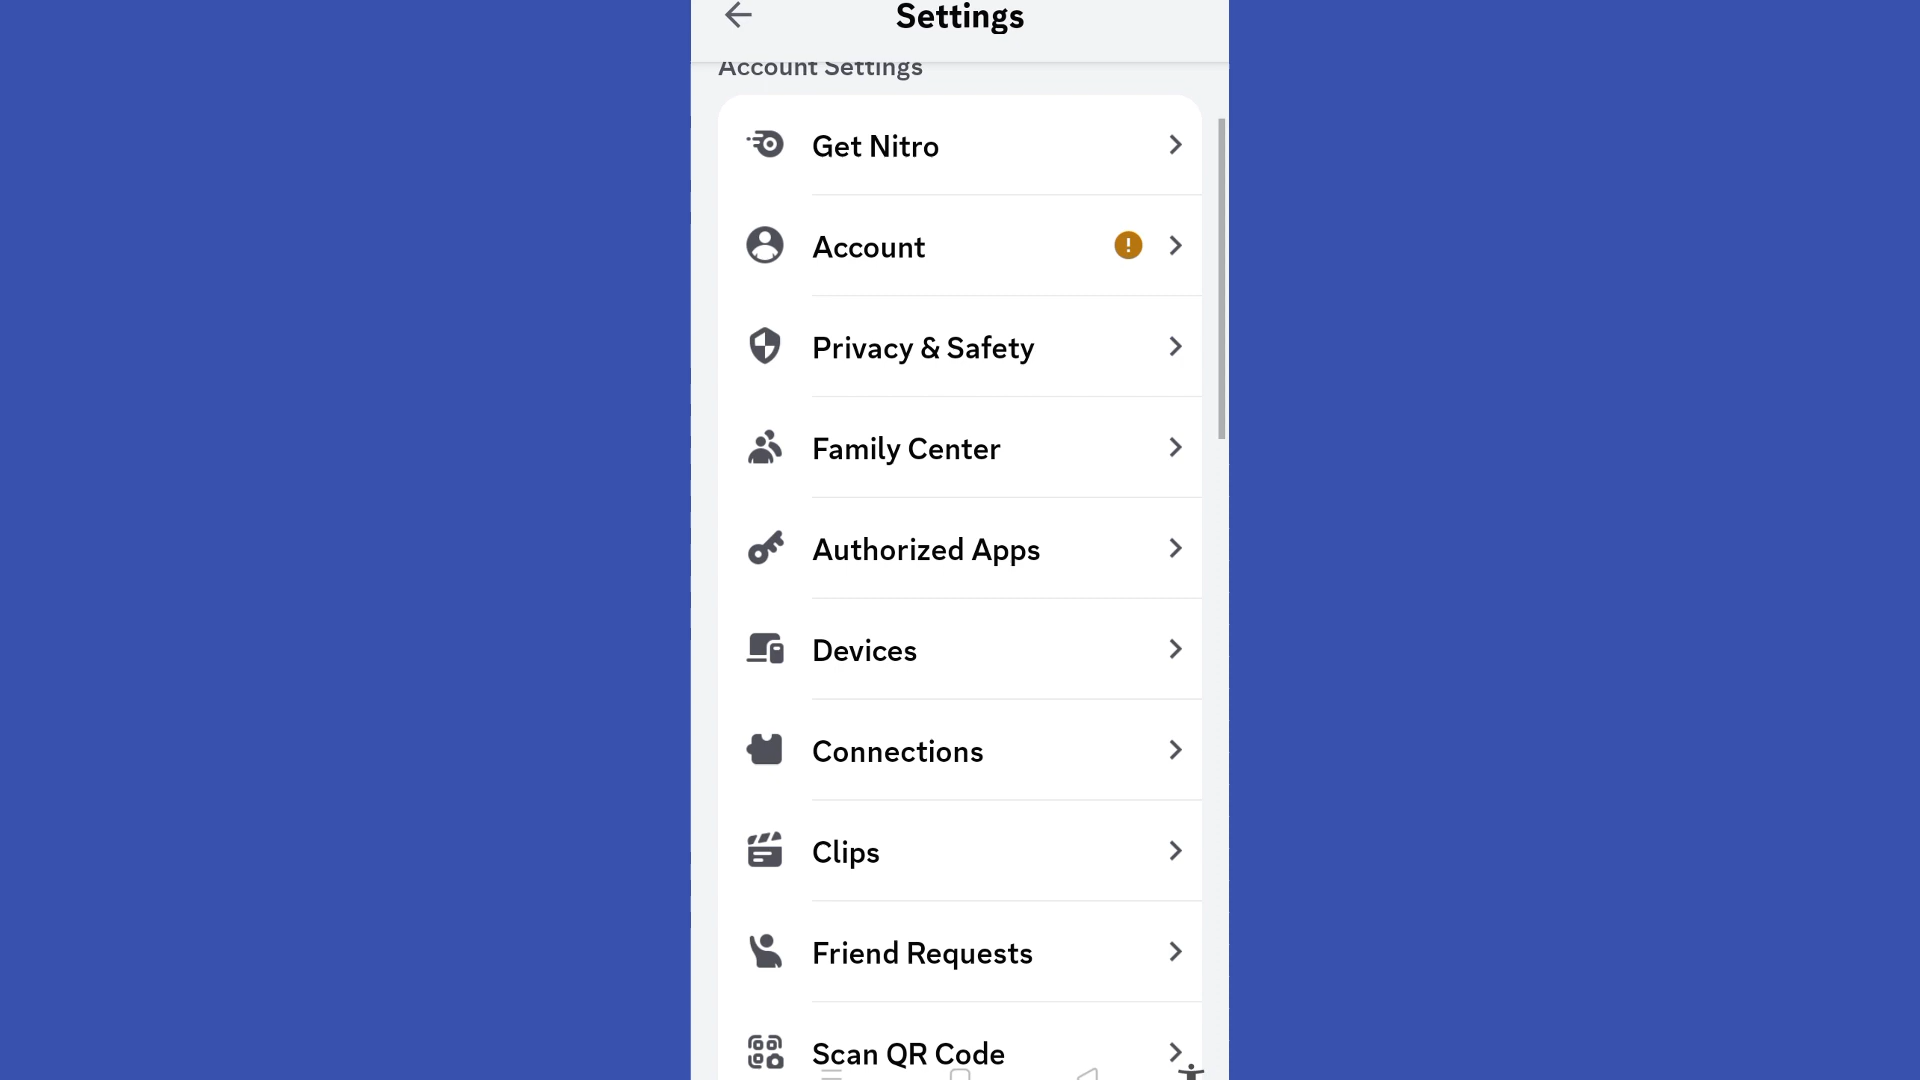 Settings
Account Settings
Get Nitro
Account
Privacy & Safety
Family Center
Authorized Apps
Devices
Connections
Clips
Friend Requests
Scan QR Code